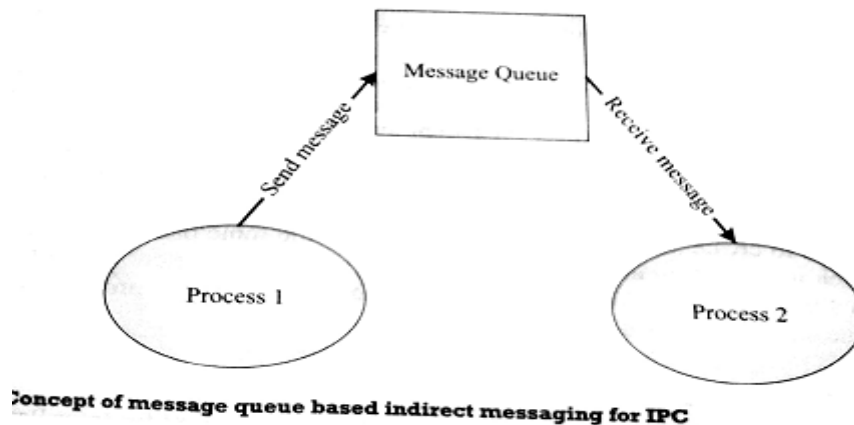 Message Queue
Send message
Receive message
Process 1
Process 2
Concept of message queue based indirect messaging for IPC